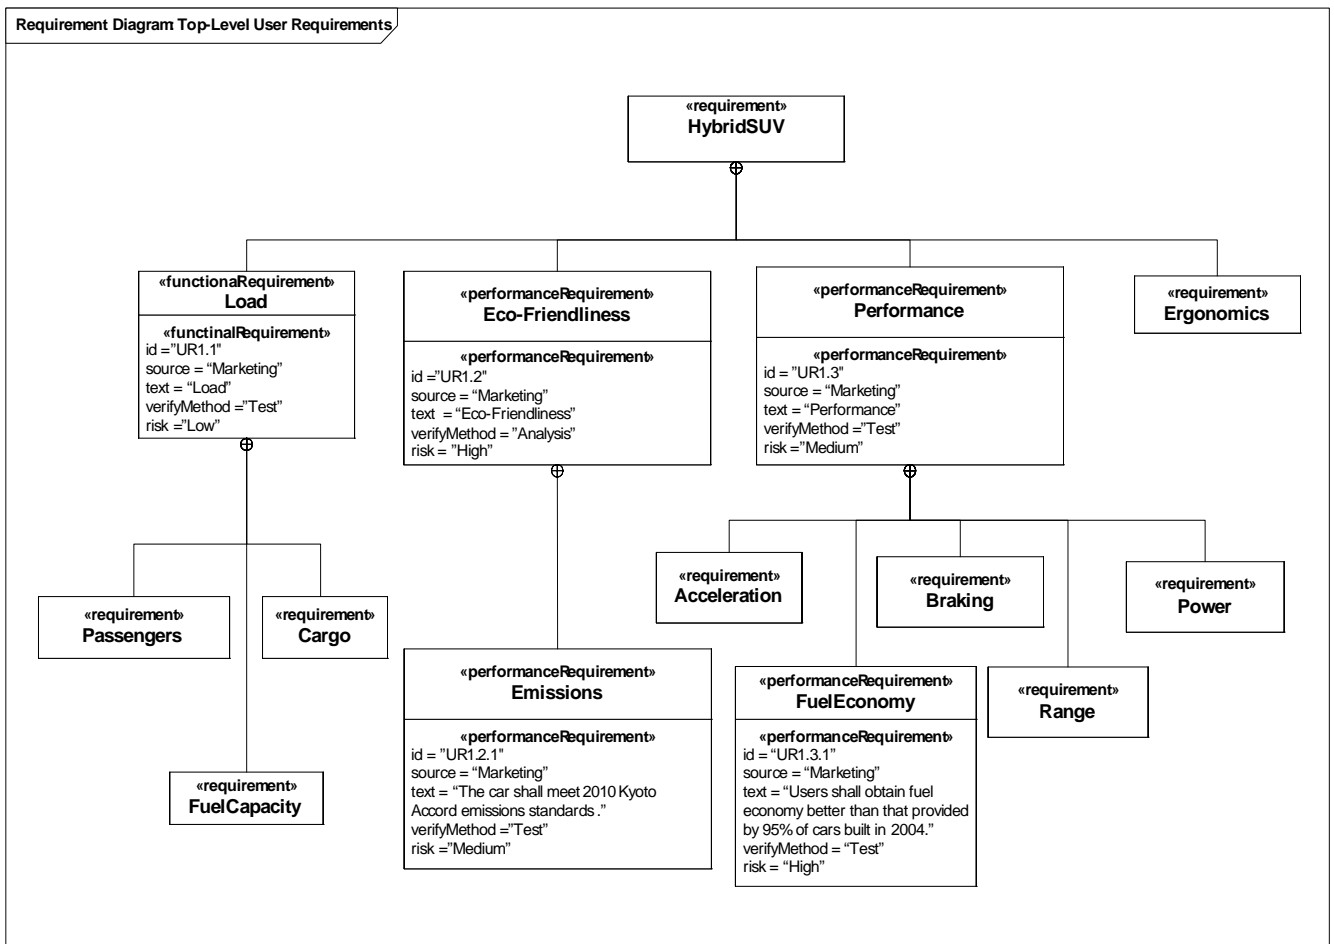 Requirement Diagram: Top-Level User Requirements
«requirement»
HybridSUV
«functionaRequirement»
Load
«functinalRequirement»
id =”UR1.1"
source = “Marketing”
text = “Load”
verifyMethod =”Test”
risk =”Low”
«performanceRequirement»
Eco-Friendliness
«performanceRequirement»
id =”UR1.2"
source = “Marketing”
text = “Eco-Friendliness”
verifyMethod = ”Analysis”
risk = ”High”
«performanceRequirement»
Performance
«performanceRequirement»
id =”UR1.3"
source = “Marketing”
text = “Performance”
verifyMethod =”Test”
risk =”Medium”
«requirement»
Ergonomics
«requirement»
Passengers
«requirement»
Cargo
«requirement»
FuelCapacity
«performanceRequirement»
Emissions
«performanceRequirement»
id = ”UR1.2.1"
source = “Marketing”
text = “The car shall meet 2010 Kyoto
Accord emissions standards .”
verifyMethod =”Test”
risk =”Medium”
«requirement»
Acceleration
«requirement»
Braking
«requirement»
Power
«performanceRequirement»
FuelEconomy
«performanceRequirement»
id = “UR1.3.1”
source = “Marketing”
text = “Users shall obtain fuel
economy better than that provided
by 95% of cars built in 2004.”
verifyMethod = “Test”
risk = “High”
«requirement»
Range